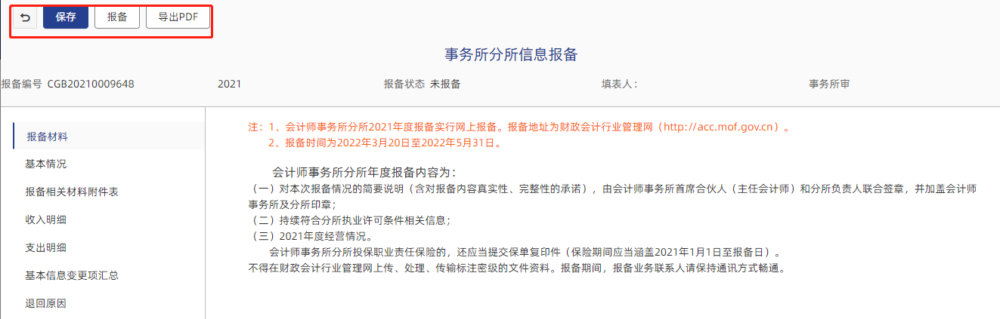 保存 报备 导出PDF
事务所分所信息报备
报备编号 CGB20210009648 2021 报备状态 未报备 填表人： 事务所审
报备材料
基本情况
报备相关材料附件表
收入明细
支出明细
基本信息变更项汇总
退回原因
注：1、会计师事务所分所2021年度报备实行网上报备。报备地址为财政会计行业管理网（http://acc.mof.gov.cn）。
2、报备时间为2022年3月20日至2022年5月31日。
会计师事务所分所年度报备内容为：
（一）对本次报备情况的简要说明（含对报备内容真实性、完整性的承诺），由会计师事务所首席合伙人（主任会计师）和分所负责人联合签章，并加盖会计师
事务所及分所印章；
（二）持续符合分所执业许可条件相关信息；
（三）2021年度经营情况。
会计师事务所分所投保职业责任保险的，还应当提交保单复印件（保险期间应当涵盖2021年1月1日至报备日）。
不得在财政会计行业管理网上传、处理、传输标注密级的文件资料。报备期间，报备业务联系人请保持通讯方式畅通。